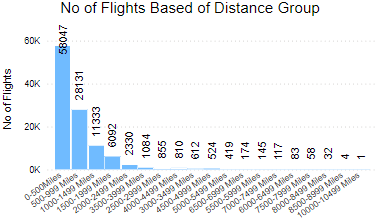 No of Flights Based of Distance Group
No of Flights
60K
40K
20K
0K
58047
28131
11333
6092
2330
1084
855
810
612
524
419
174
145
117
83
58
32
4
1
0-500Miles
500-999 Miles
1000-1499 Miles
1500-1999 Miles
2000-2499 Miles
2500-2999 Miles
3500-3999 Miles
4000-4499 Miles
3000-3499 Miles
4500-4999 Miles
5000-5499 Miles
5500-5999 Miles
6500-6999 Miles
7000-7499 Miles
6000-6499 Miles
7500-7999 Miles
8000-8499 Miles
8500-8999 Miles
10000-10499 Miles